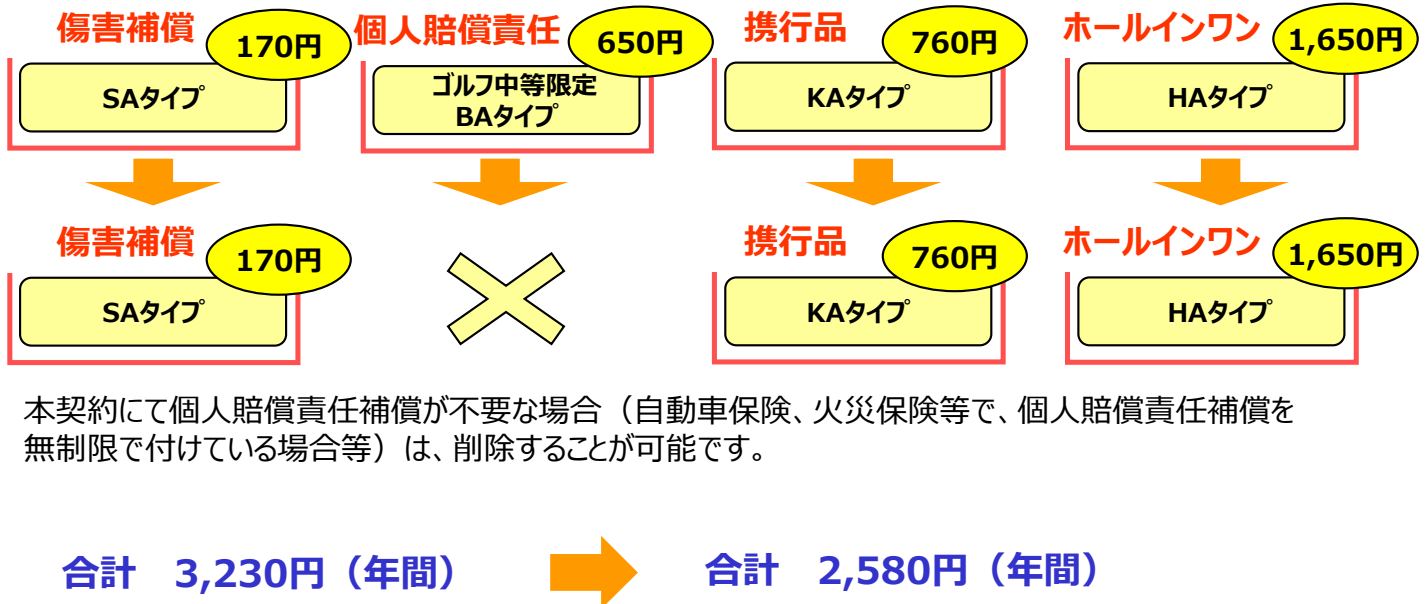 傷害補償
170円
SAタイプ
個人賠償責任
650円
ゴルフ中等限定
BAタイプ
携行品
760円
KAタイプ
ホールインワン
1,650円
HAタイプ
傷害補償
170円
SAタイプ
携行品
760円
KAタイプ
ホールインワン
1,650円
HAタイプ
本契約にて個人賠償責任補償が不要な場合（自動車保険、火災保険等で、個人賠償責任補償を
無制限で付けている場合等）は、削除することが可能です。
合計　3,230円（年間）
合計　2,580円（年間）